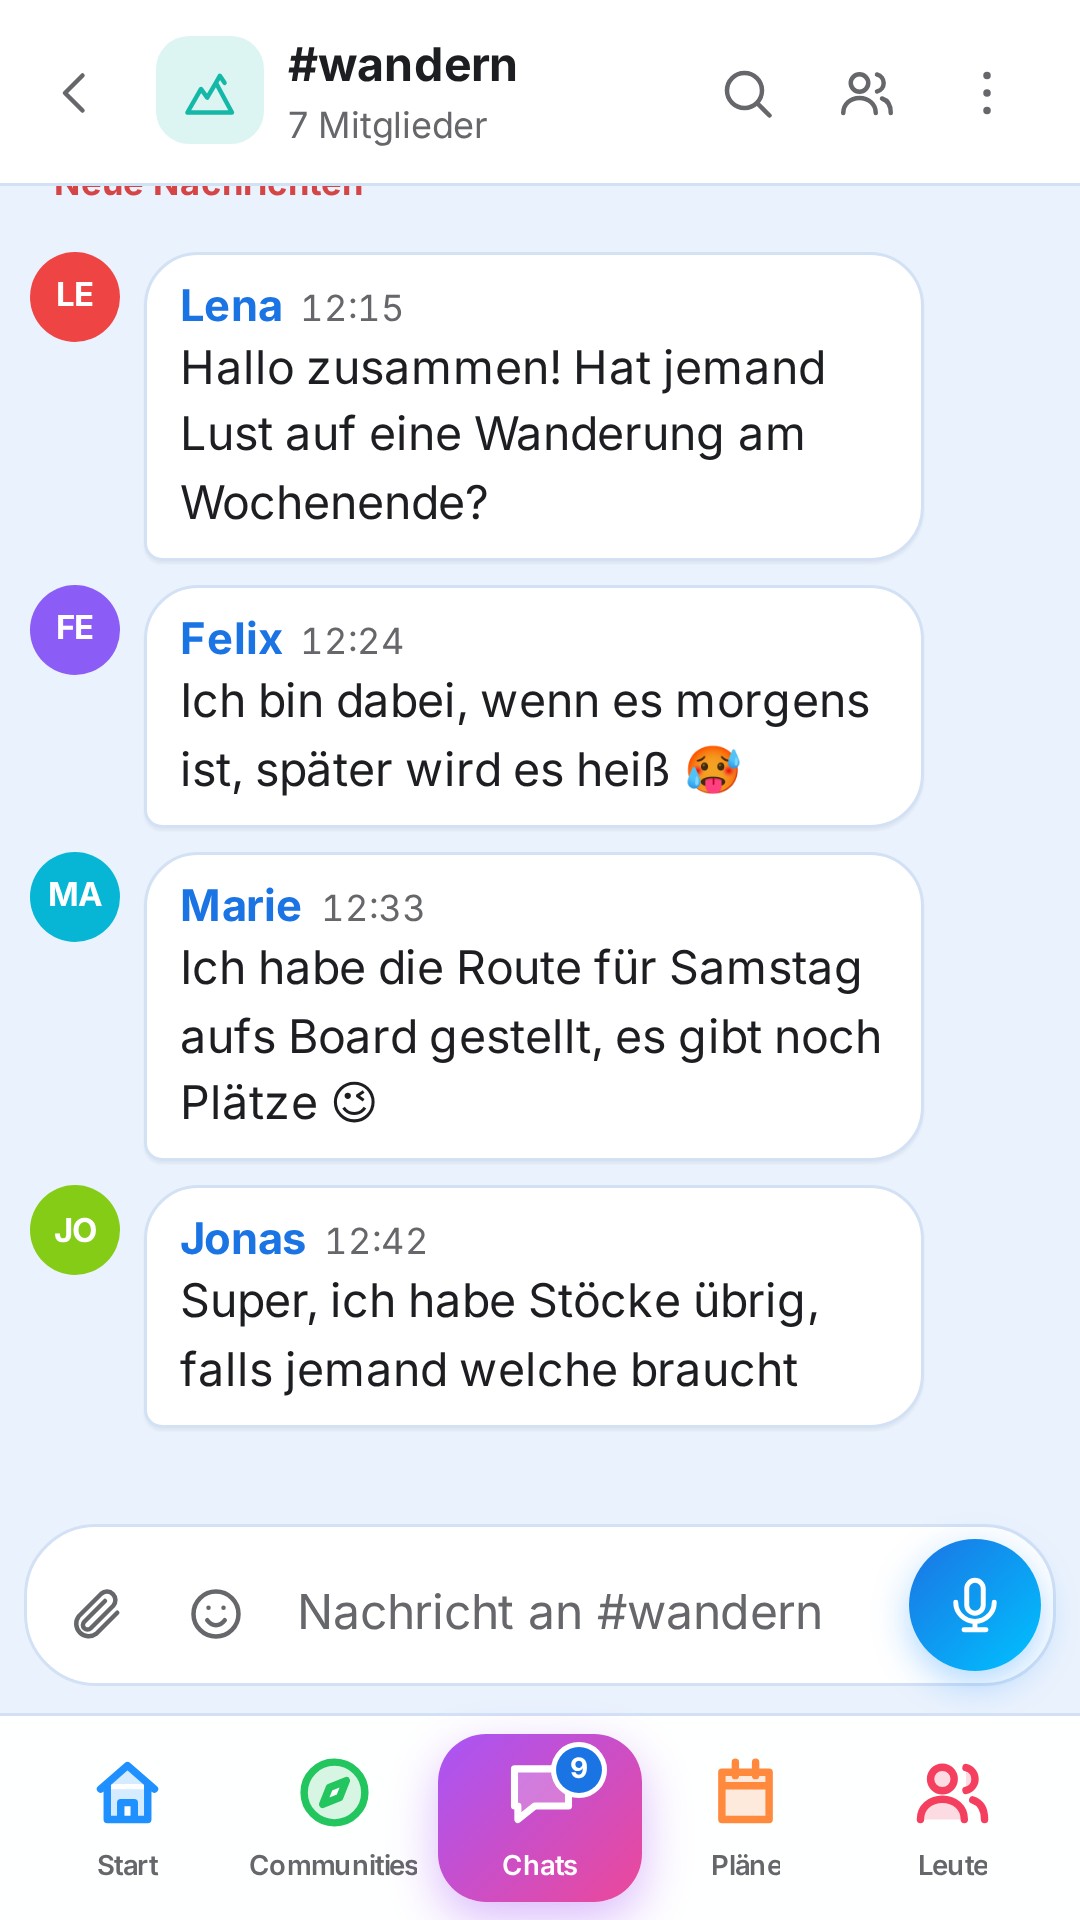 #wandern
7 Mitglieder
Neue Nachrichten
LE
Lena 12:15
Hallo zusammen! Hat jemand
Lust auf eine Wanderung am
Wochenende?
FE
Felix 12:24
Ich bin dabei, wenn es morgens
ist, später wird es heiß 🥵
MA
Marie 12:33
Ich habe die Route für Samstag
aufs Board gestellt, es gibt noch
Plätze 😉
JO
Jonas 12:42
Super, ich habe Stöcke übrig,
falls jemand welche braucht
Nachricht an #wandern
9
Start
Communities
Chats
Pläne
Leute